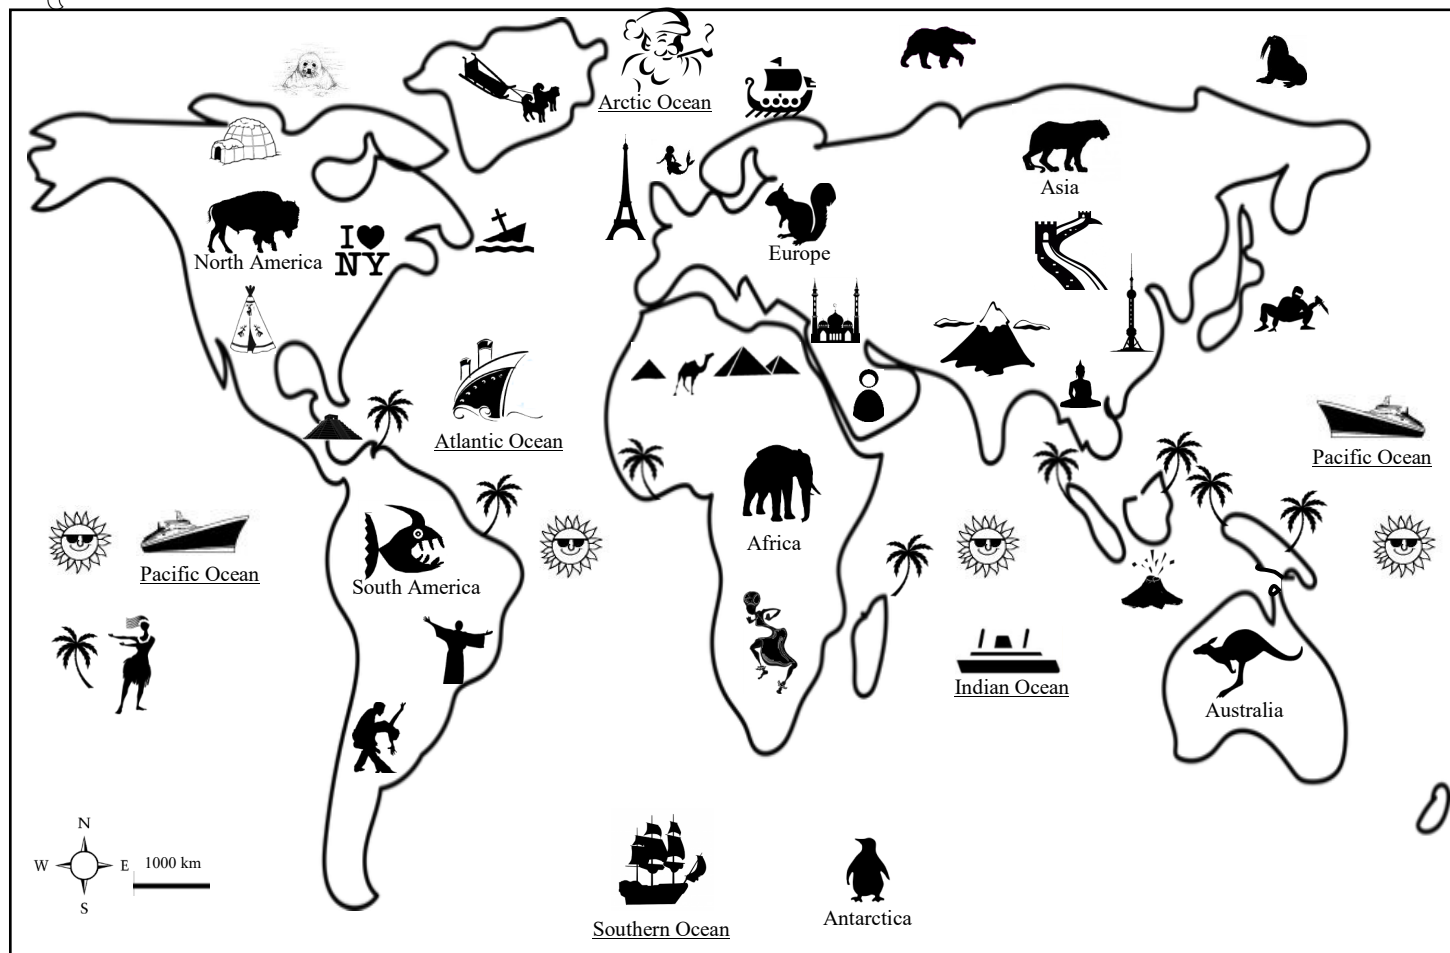 Arctic Ocean
Asia
North America
I♥
NY
Europe
Atlantic Ocean
Pacific Ocean
Africa
Pacific Ocean
South America
Indian Ocean
Australia
N
W E
S
1000 km
Southern Ocean
Antarctica